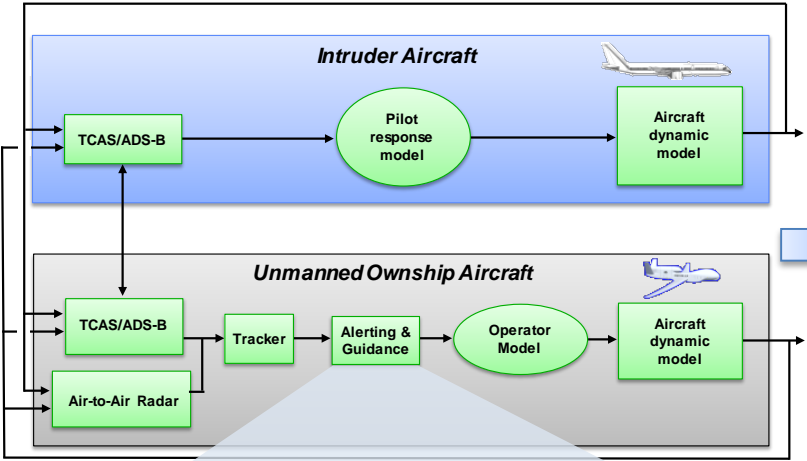 Intruder Aircraft
TCAS/ADS-B
Pilot
response
model
Aircraft
dynamic
model
Unmanned Ownship Aircraft
TCAS/ADS-B
Tracker
Alerting &
Guidance
Operator
Model
Aircraft
dynamic
model
Air-to-Air Radar